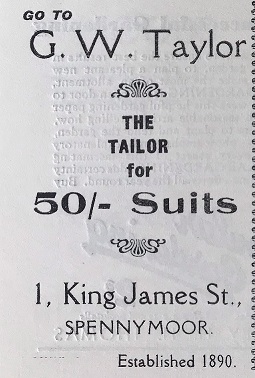 GO TO
G. W. Taylor
THE
TAILOR
for
50/- Suits
1, King James St.,
SPENNYMOOR.
Established 1890.